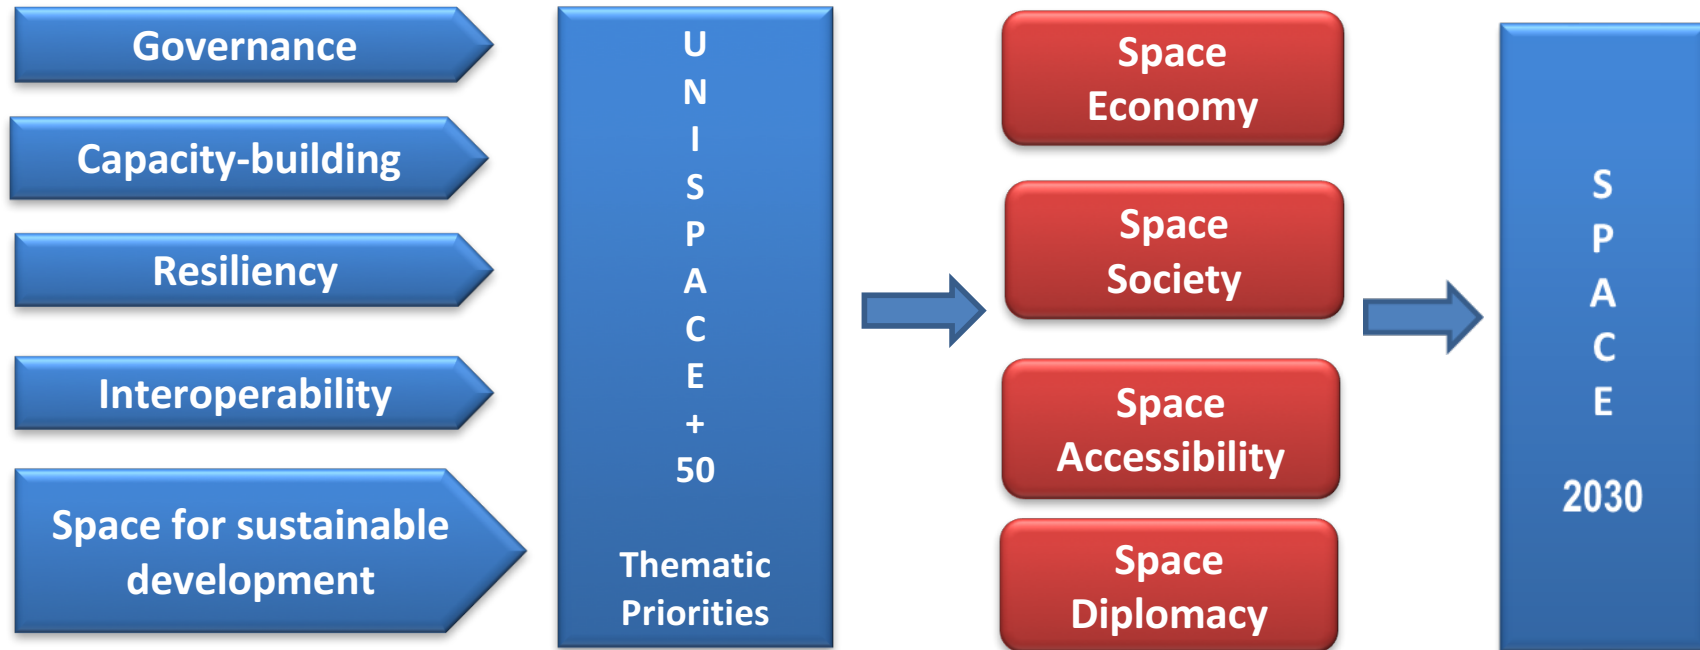 Governance
Capacity-building
Resiliency
Interoperability
Space for sustainable
development
U
N
I
S
P
A
C
E
+
50
Thematic
Priorities
Space
Economy
Space
Society
Space
Accessibility
Space
Diplomacy
S
P
A
C
E
2030